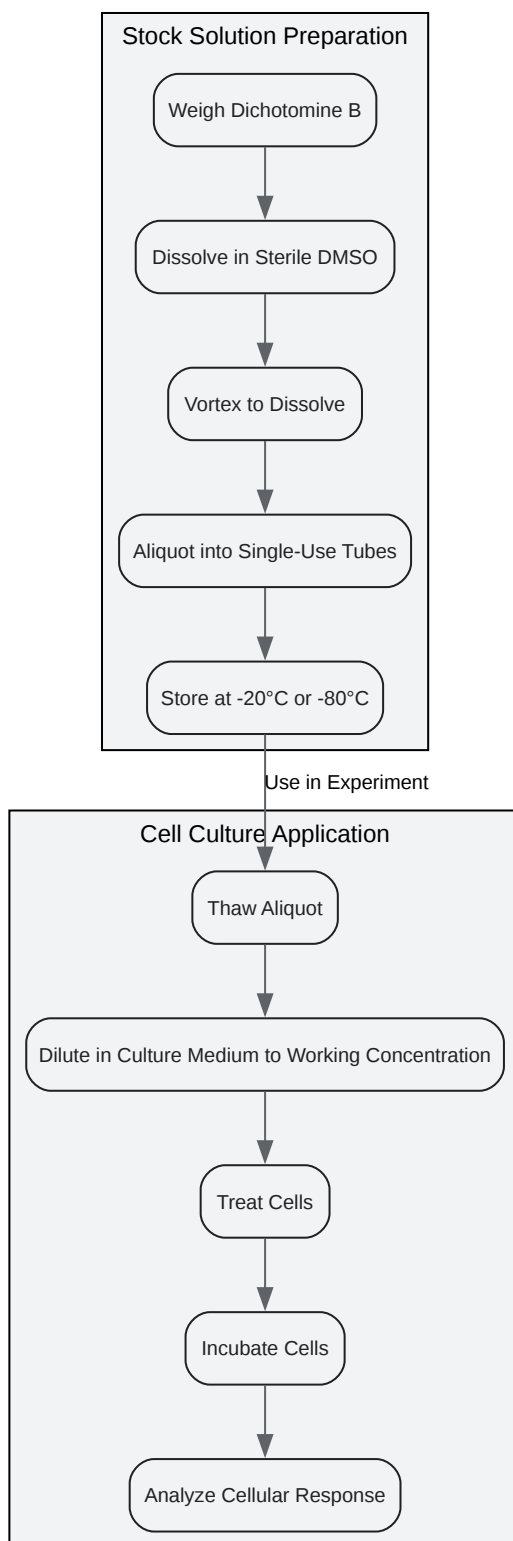 Stock Solution Preparation
Weigh Dichotomine B
Dissolve in Sterile DMSO
Vortex to Dissolve
Aliquot into Single-Use Tubes
Store at -20°C or -80°C
Use in Experiment
Cell Culture Application
Thaw Aliquot
Dilute in Culture Medium to Working Concentration
Treat Cells
Incubate Cells
Analyze Cellular Response